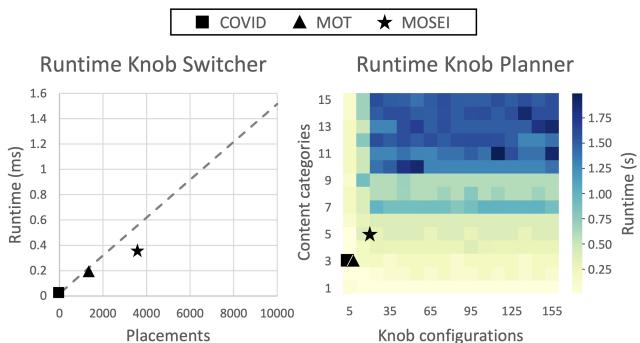 COVID MOT MOSEI
Runtime Knob Switcher
1.6
1.4
1.2
1
0.8
0.6
0.4
0.2
0
Runtime (ms)
0 2000 4000 6000 8000 10000
Placements
Runtime Knob Planner
15
13
11
9
7
5
3
1
Content categories
5 35 65 95 125 155
Knob configurations
1.75
1.50
1.25
1.00
0.75
0.50
0.25
Runtime (s)